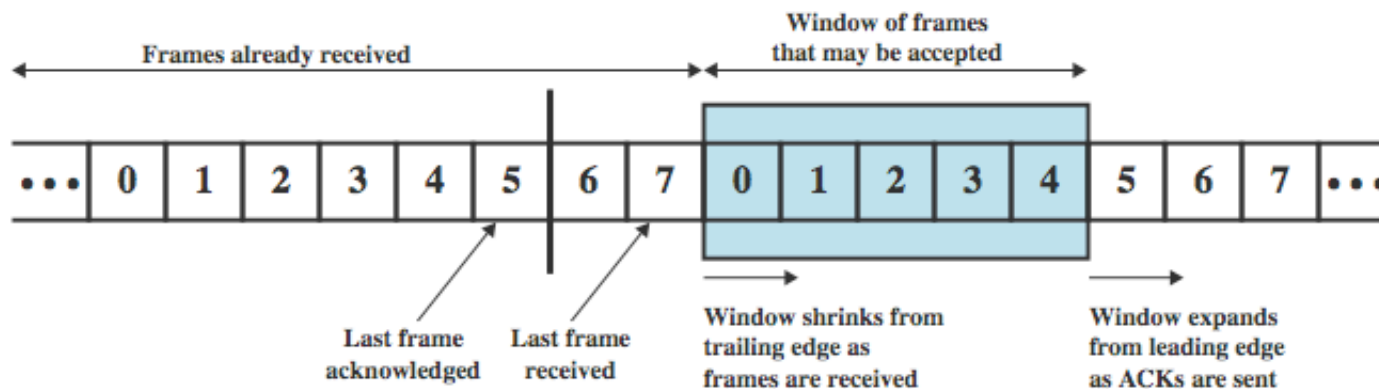 Window of frames
that may be accepted
Frames already received
••• 0 1 2 3 4 5 6 7 0 1 2 3 4 5 6 7 •••
Last frame
acknowledged
Last frame
received
Window shrinks from
trailing edge as
frames are received
Window expands
from leading edge
as ACKs are sent